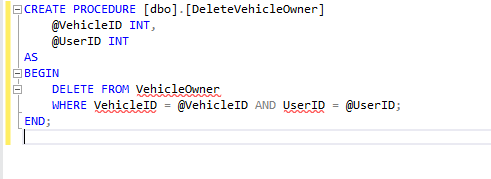 CREATE PROCEDURE [dbo].[DeleteVehicleOwner]
    @VehicleID INT,
    @UserID INT
AS
BEGIN
    DELETE FROM VehicleOwner
    WHERE VehicleID = @VehicleID AND UserID = @UserID;
END;